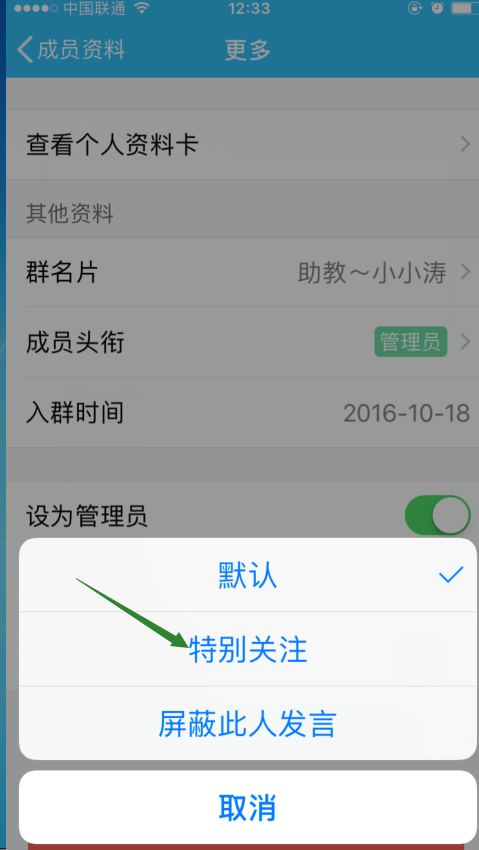 中国联通 12:33
成员资料 更多
查看个人资料卡
其他资料
群名片 助教～小小涛
成员头衔 管理员
入群时间 2016-10-18
设为管理员
默认
特别关注
屏蔽此人发言
取消